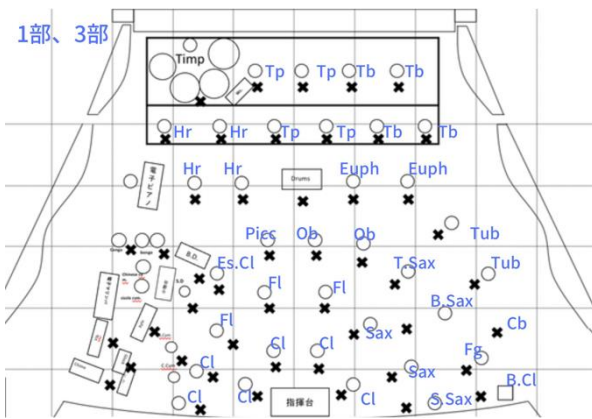 1部、3部
Timp
Tp Tp Tb Tb
Hr Hr Tp Tp Tb Tb
電子ピアノ
Hr Hr Drums Euph Euph
Picc Ob Ob Tub
B.D.
Es.Cl T.Sax Tub
S.D
Fl Fl B.Sax
Fl Sax Cb
Cl Cl Fg
Cl Sax B.Cl
Cl Cl 指揮台 Cl S.Sax